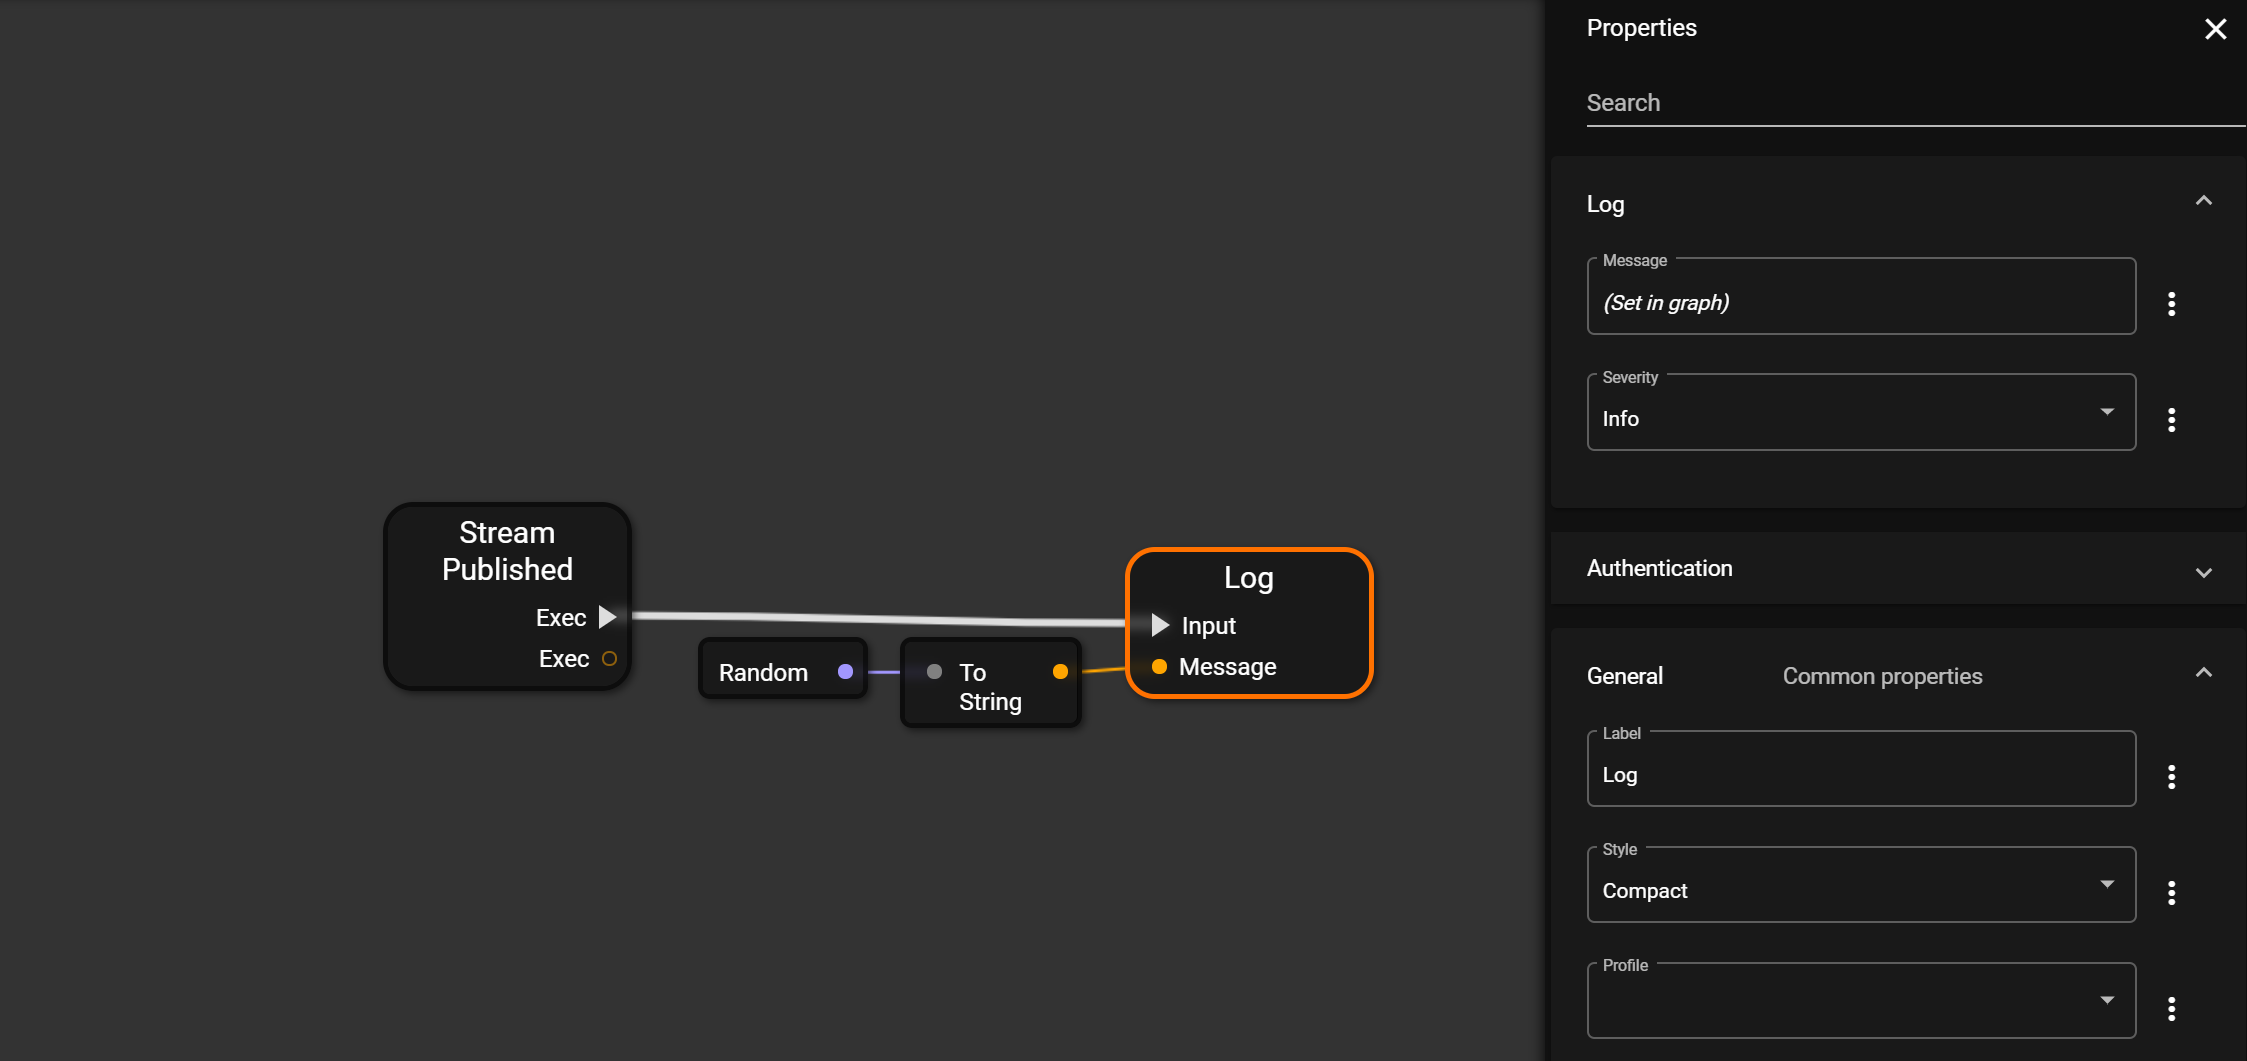 Stream
Published
Exec
Exec
Random
To
String
Log
Input
Message
Properties
Search
Log
Message
(Set in graph)
Severity
Info
Authentication
General Common properties
Label
Log
Style
Compact
Profile